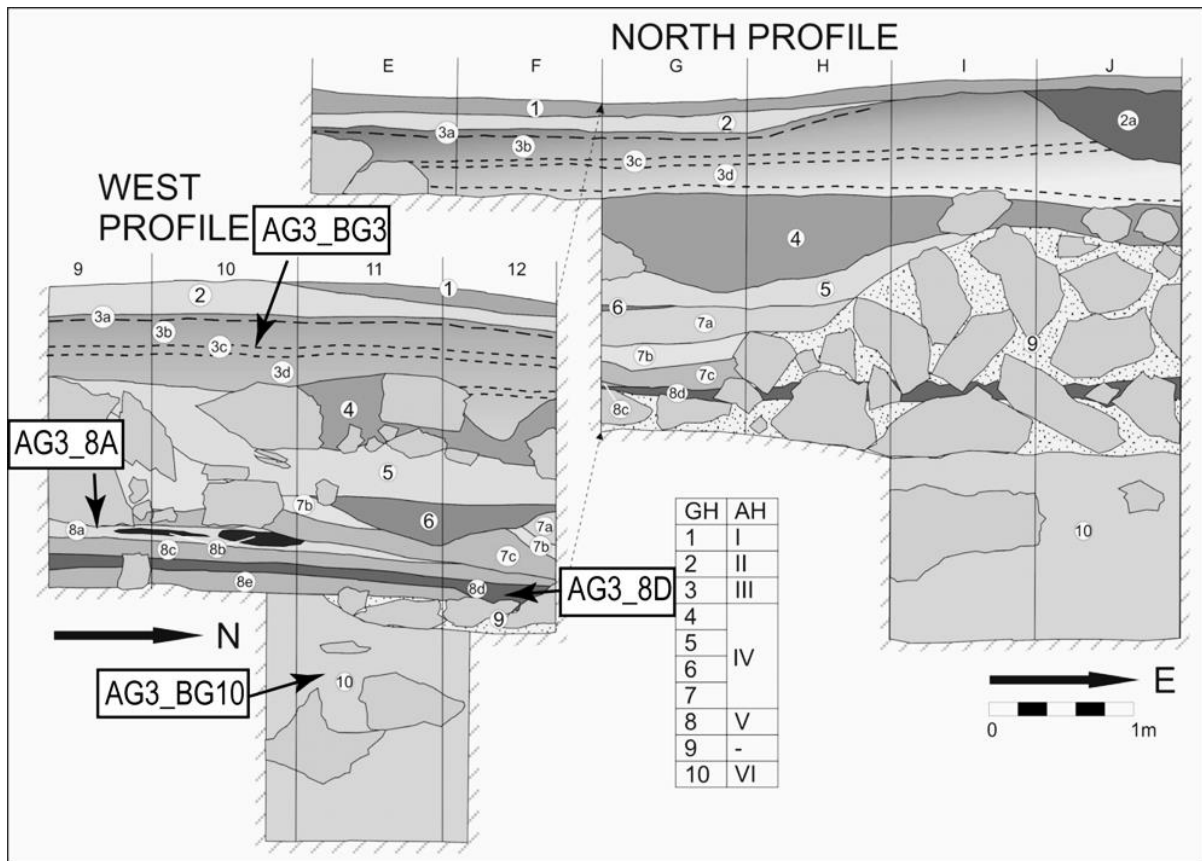 NORTH PROFILE
E F G H I J
1
2
2a
3a
3b
3c
3d
4
5
6
7a
7b
7c
8d
8c
9
10
WEST
PROFILE
AG3_BG3
9 10 11 12
1
2
3a
3b
3c
3d
4
AG3_8A
5
7b
6
7a
7b
8a
8c
8b
7c
8e
8d
AG3_8D
9
N
AG3_BG10
10
GH AH
1 I
2 II
3 III
4
5
IV
6
7
8 V
9 -
10 VI
E
0 1m